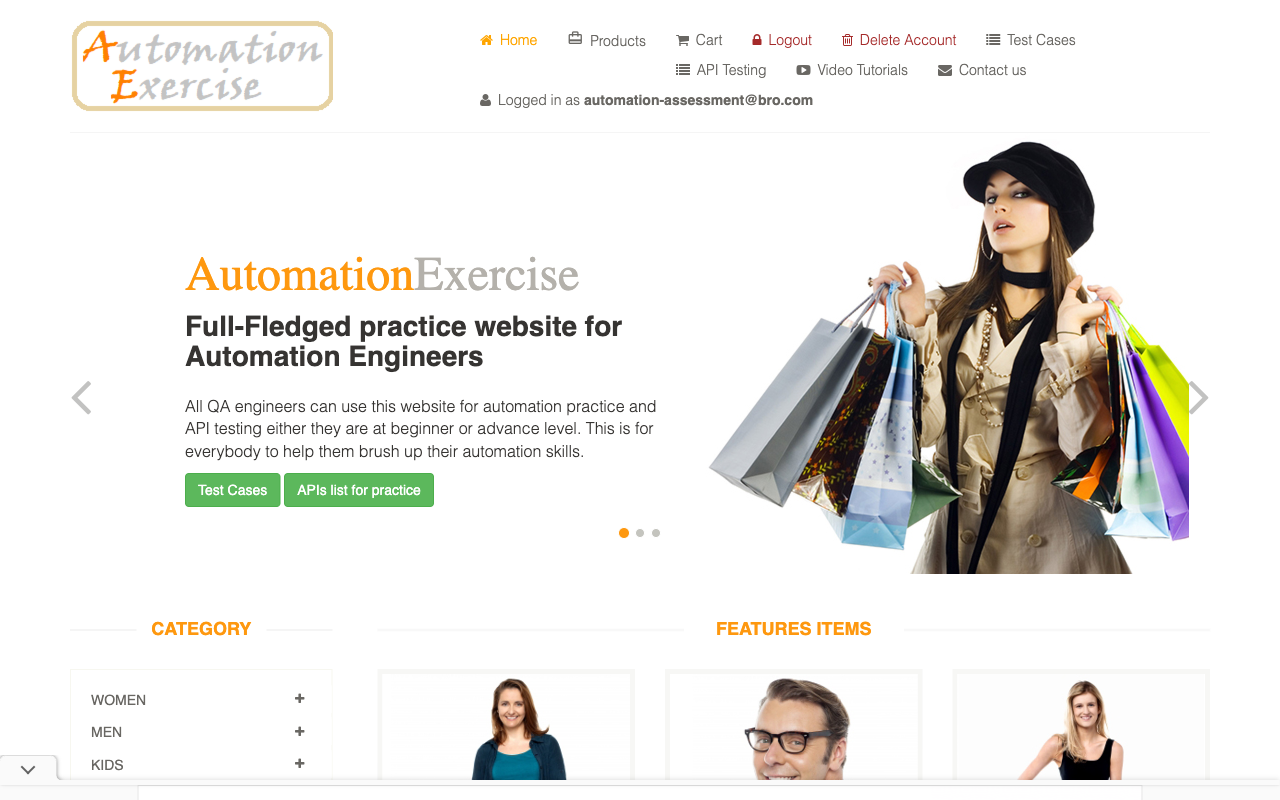 Automation
Exercise
Home Products Cart Logout Delete Account Test Cases
API Testing Video Tutorials Contact us
Logged in as automation-assessment@bro.com
AutomationExercise
Full-Fledged practice website for
Automation Engineers
All QA engineers can use this website for automation practice and
API testing either they are at beginner or advance level. This is for
everybody to help them brush up their automation skills.
Test Cases APIs list for practice
CATEGORY
FEATURES ITEMS
WOMEN
MEN
KIDS